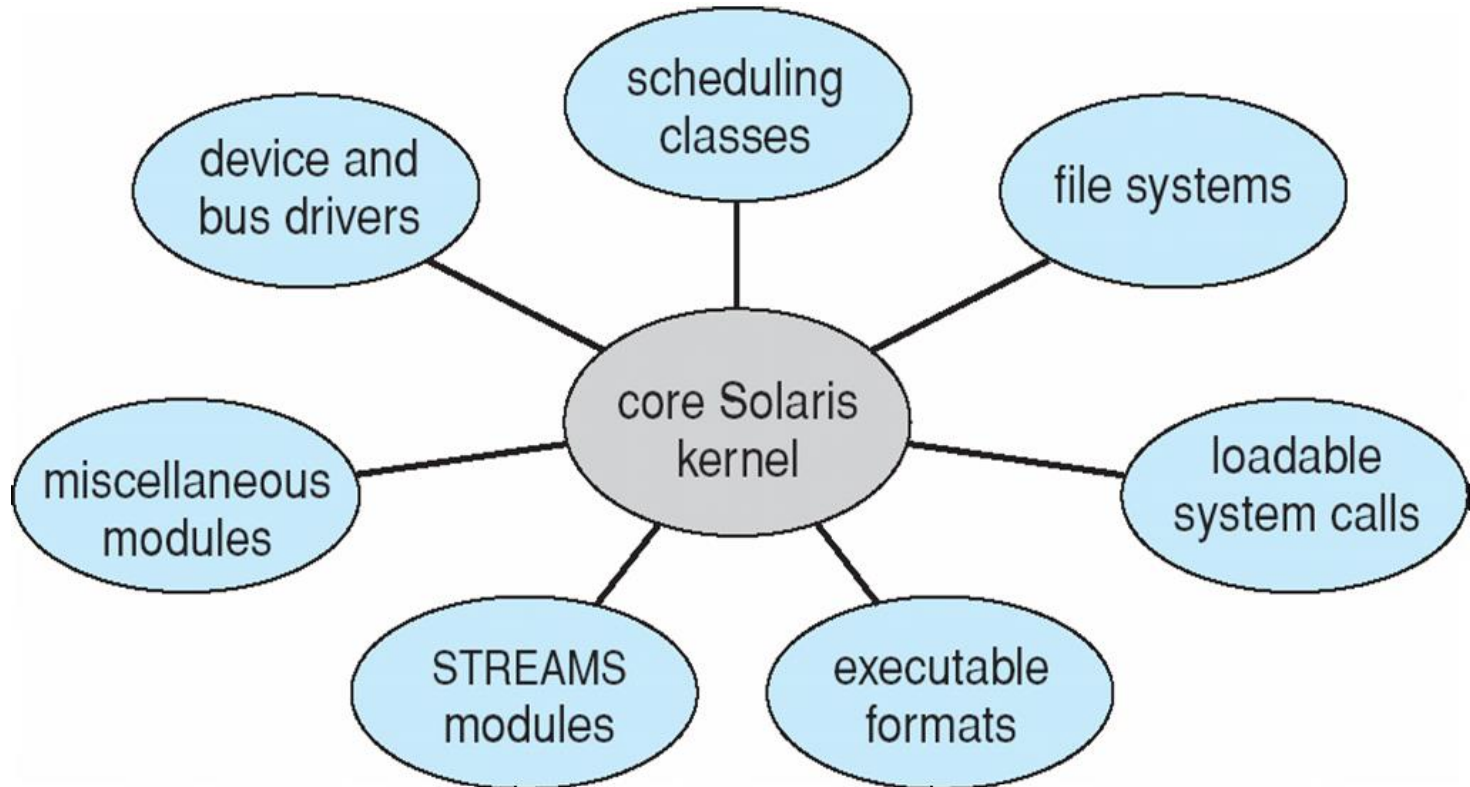 scheduling
classes
device and
bus drivers
file systems
core Solaris
kernel
miscellaneous
modules
loadable
system calls
STREAMS
modules
executable
formats